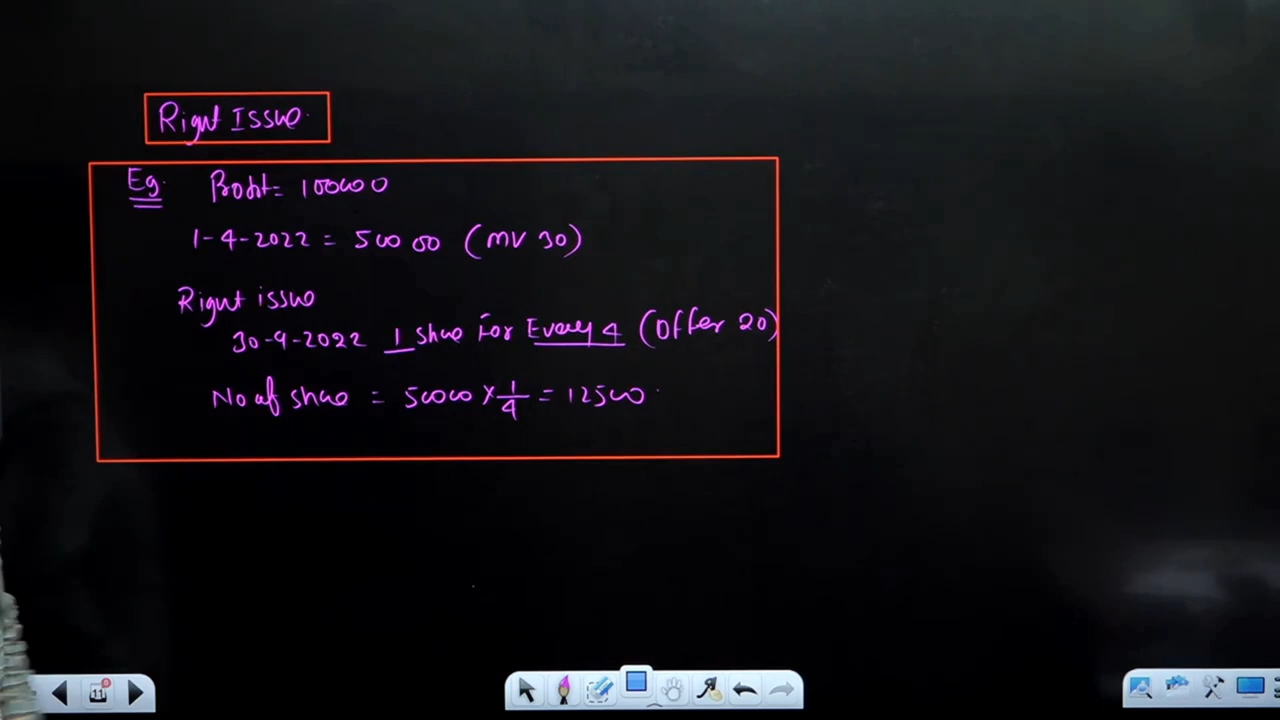 Right Issue
Eg. Profit = 100000
1-4-2022 = 50000 (MV 30)
Right issue
30-9-2022 1 share for Every 4 (Offer 20)
No of share = 50000 × 1/4 = 12500
11